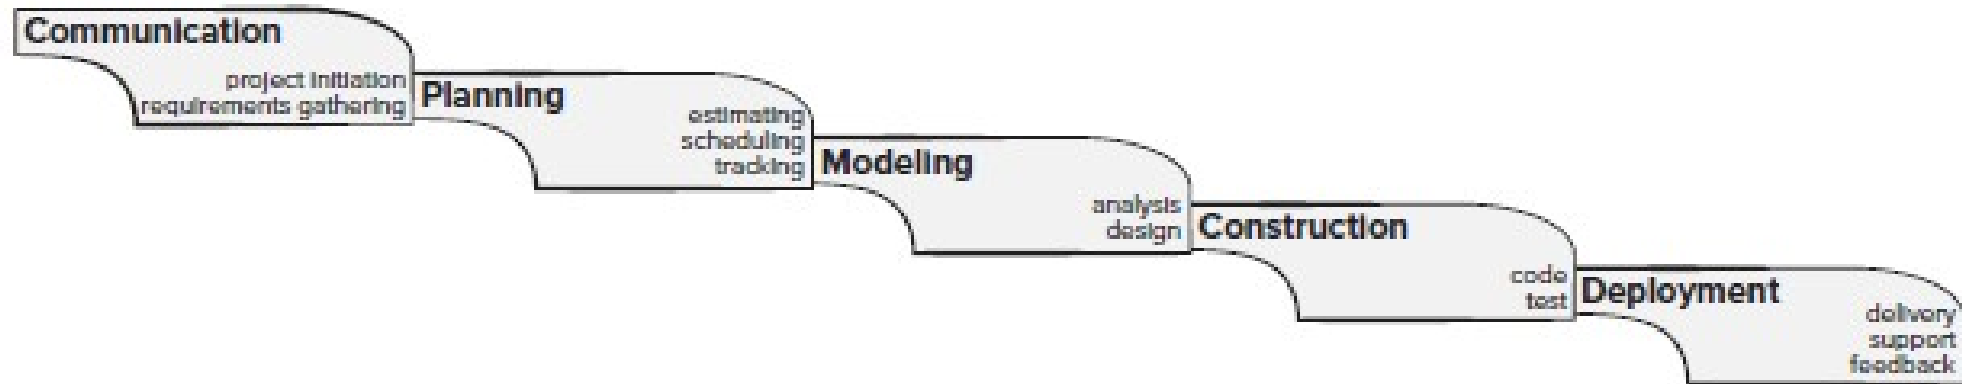 Communication
project initiation
requirements gathering
Planning
estimating
scheduling
tracking
Modeling
analysis
design
Construction
code
test
Deployment
delivery
support
feedback